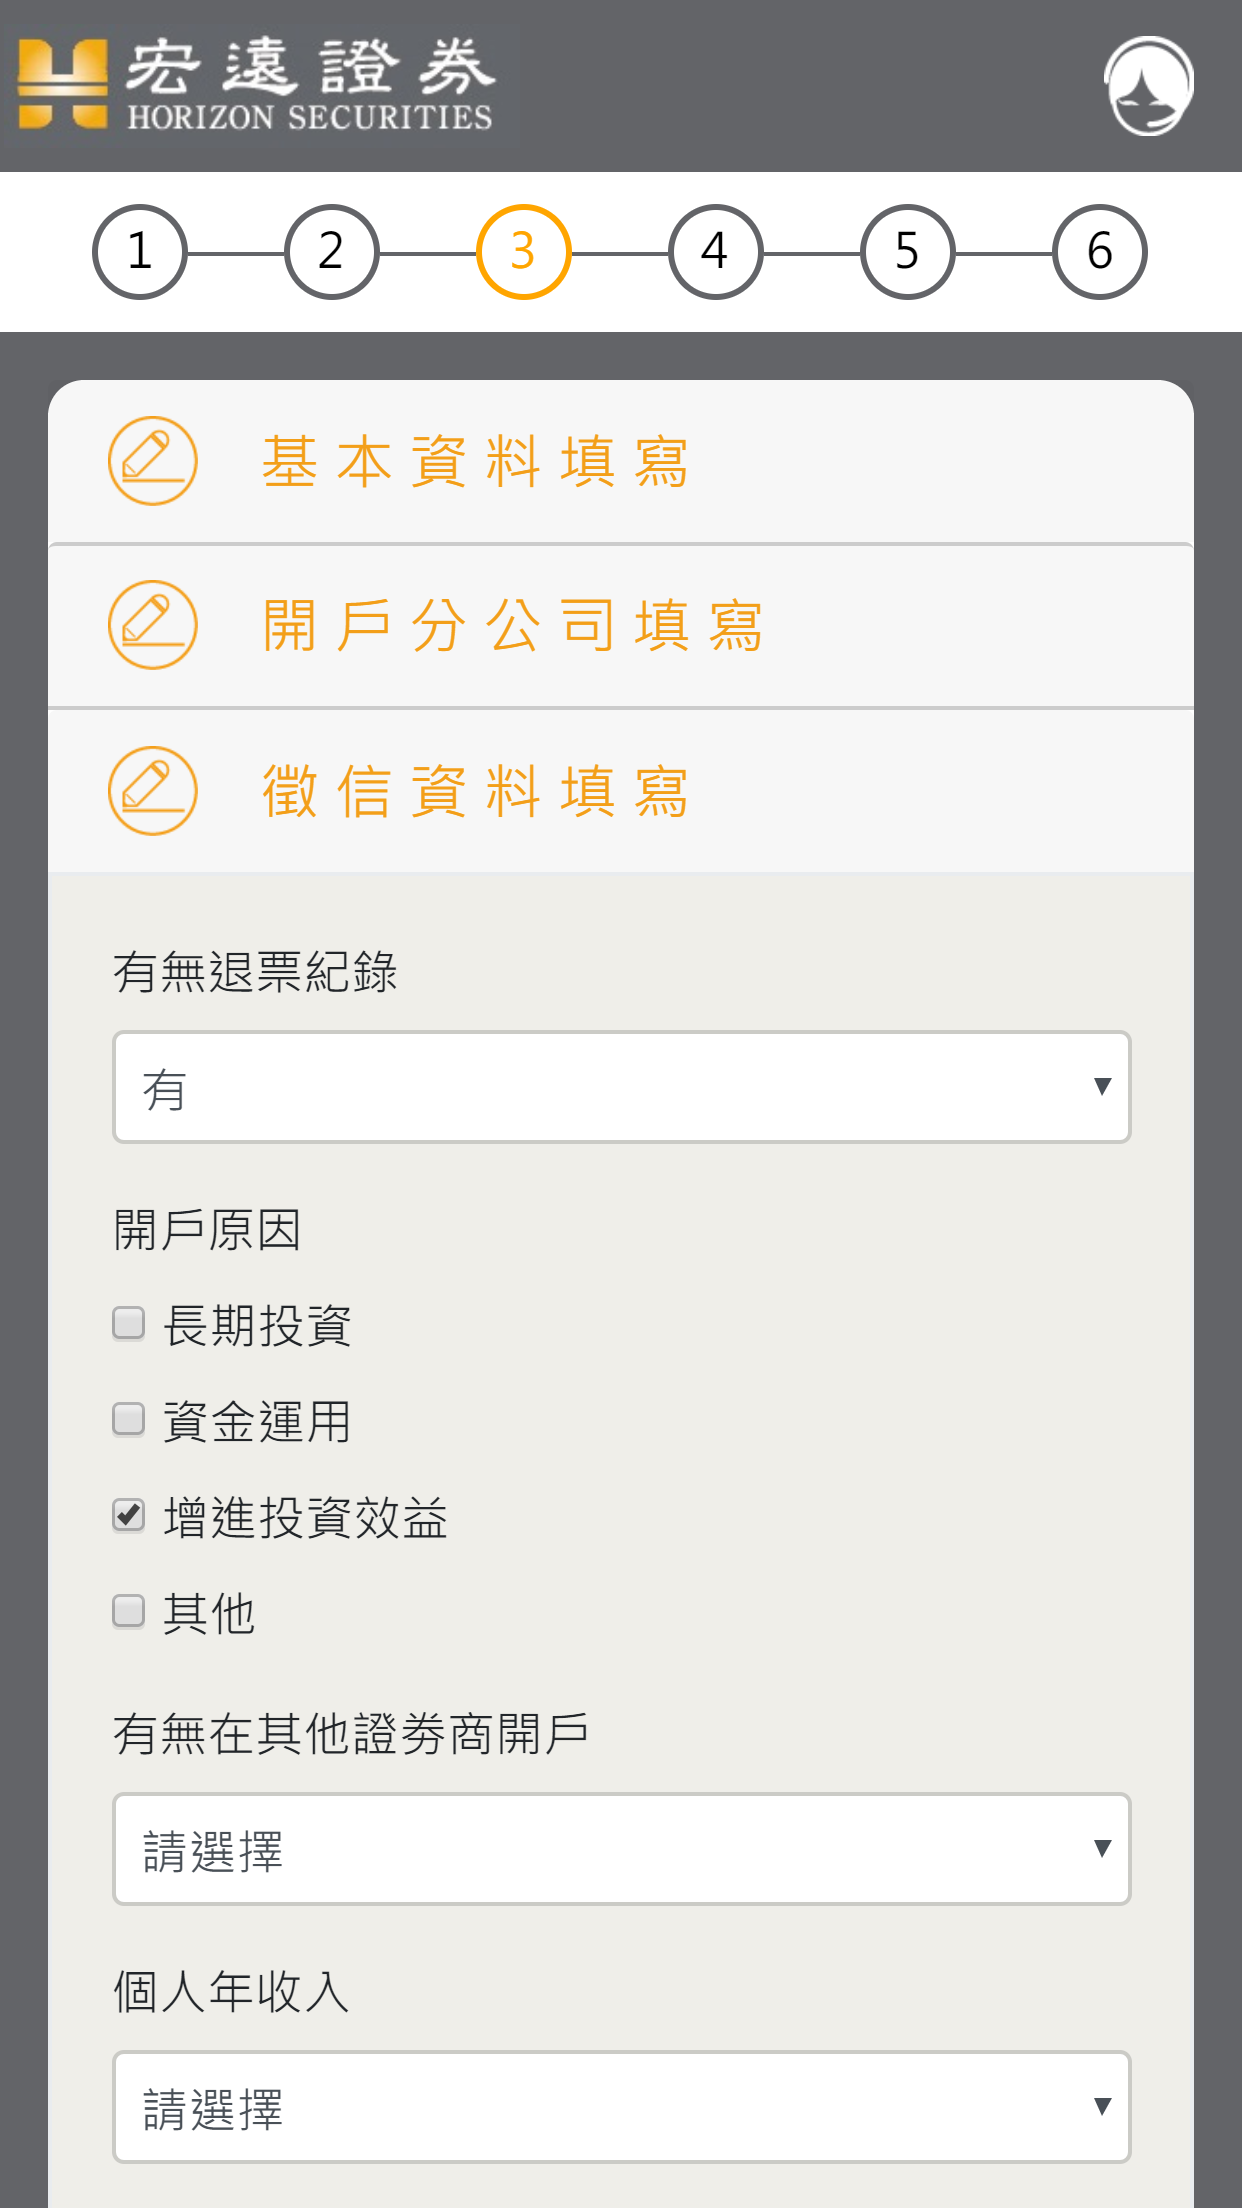 宏遠證券
HORIZON SECURITIES
1 2 3 4 5 6
基本資料填寫
開戶分公司填寫
徵信資料填寫
有無退票紀錄
有
開戶原因
長期投資
資金運用
增進投資效益
其他
有無在其他證券商開戶
請選擇
個人年收入
請選擇